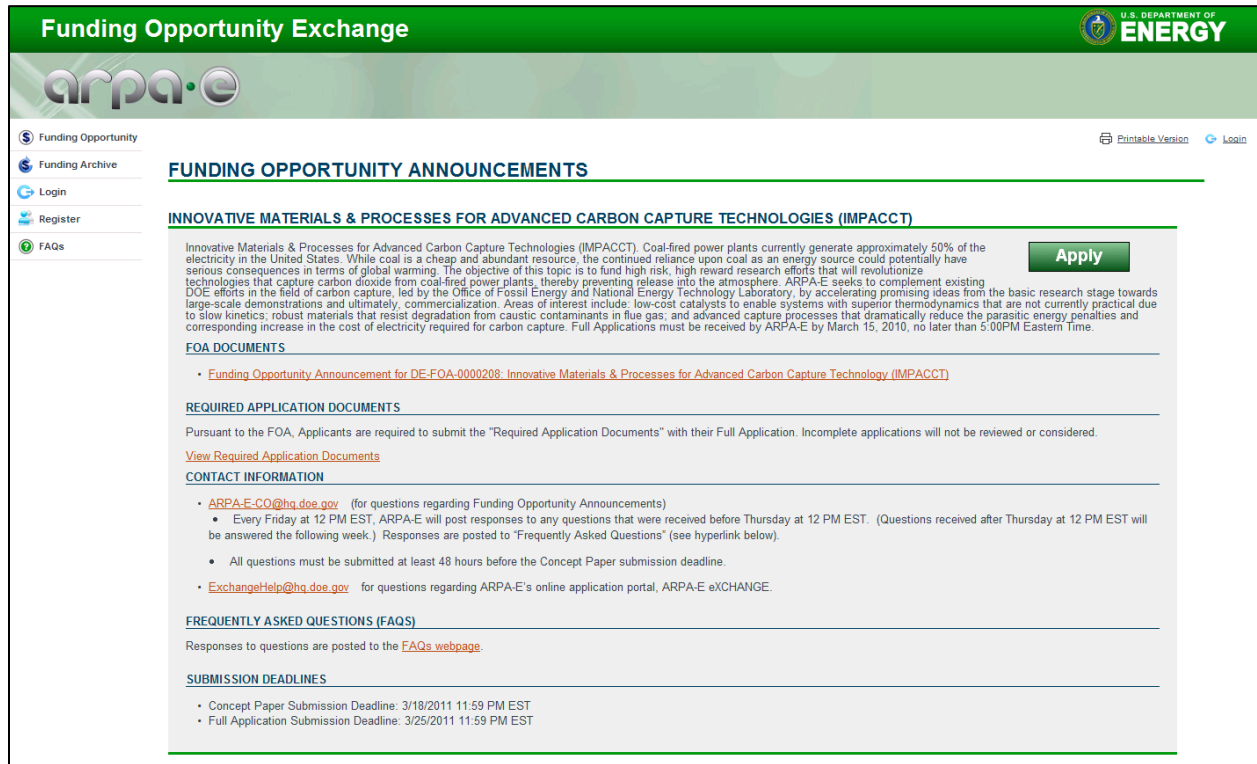 Funding Opportunity Exchange
U.S. DEPARTMENT OF
ENERGY
arpa·e
Funding Opportunity
Funding Archive
Login
Register
FAQs
Printable Version
Login
FUNDING OPPORTUNITY ANNOUNCEMENTS
INNOVATIVE MATERIALS & PROCESSES FOR ADVANCED CARBON CAPTURE TECHNOLOGIES (IMPACCT)
Apply
Innovative Materials & Processes for Advanced Carbon Capture Technologies (IMPACCT). Coal-fired power plants currently generate approximately 50% of the
electricity in the United States. While coal is a cheap and abundant resource, the continued reliance upon coal as an energy source could potentially have
serious consequences in terms of global warming. The objective of this topic is to fund high risk, high reward research efforts that will revolutionize
technologies that capture carbon dioxide from coal-fired power plants, thereby preventing release into the atmosphere. ARPA-E seeks to complement existing
DOE efforts in the field of carbon capture, led by the Office of Fossil Energy and National Energy Technology Laboratory, by accelerating promising ideas from the basic research stage towards
large-scale demonstrations and ultimately, commercialization. Areas of interest include: low-cost catalysts to enable systems with superior thermodynamics that are not currently practical due
to slow kinetics; robust materials that resist degradation from caustic contaminants in flue gas; and advanced capture processes that dramatically reduce the parasitic energy penalties and
corresponding increase in the cost of electricity required for carbon capture. Full Applications must be received by ARPA-E by March 15, 2010, no later than 5:00PM Eastern Time.
FOA DOCUMENTS
• Funding Opportunity Announcement for DE-FOA-0000208: Innovative Materials & Processes for Advanced Carbon Capture Technology (IMPACCT)
REQUIRED APPLICATION DOCUMENTS
Pursuant to the FOA, Applicants are required to submit the "Required Application Documents" with their Full Application. Incomplete applications will not be reviewed or considered.
View Required Application Documents
CONTACT INFORMATION
• ARPA-E-CO@hq.doe.gov (for questions regarding Funding Opportunity Announcements)
• Every Friday at 12 PM EST, ARPA-E will post responses to any questions that were received before Thursday at 12 PM EST. (Questions received after Thursday at 12 PM EST will
be answered the following week.) Responses are posted to "Frequently Asked Questions" (see hyperlink below).
• All questions must be submitted at least 48 hours before the Concept Paper submission deadline.
• ExchangeHelp@hq.doe.gov for questions regarding ARPA-E's online application portal, ARPA-E eXCHANGE.
FREQUENTLY ASKED QUESTIONS (FAQS)
Responses to questions are posted to the FAQs webpage.
SUBMISSION DEADLINES
• Concept Paper Submission Deadline: 3/18/2011 11:59 PM EST
• Full Application Submission Deadline: 3/25/2011 11:59 PM EST